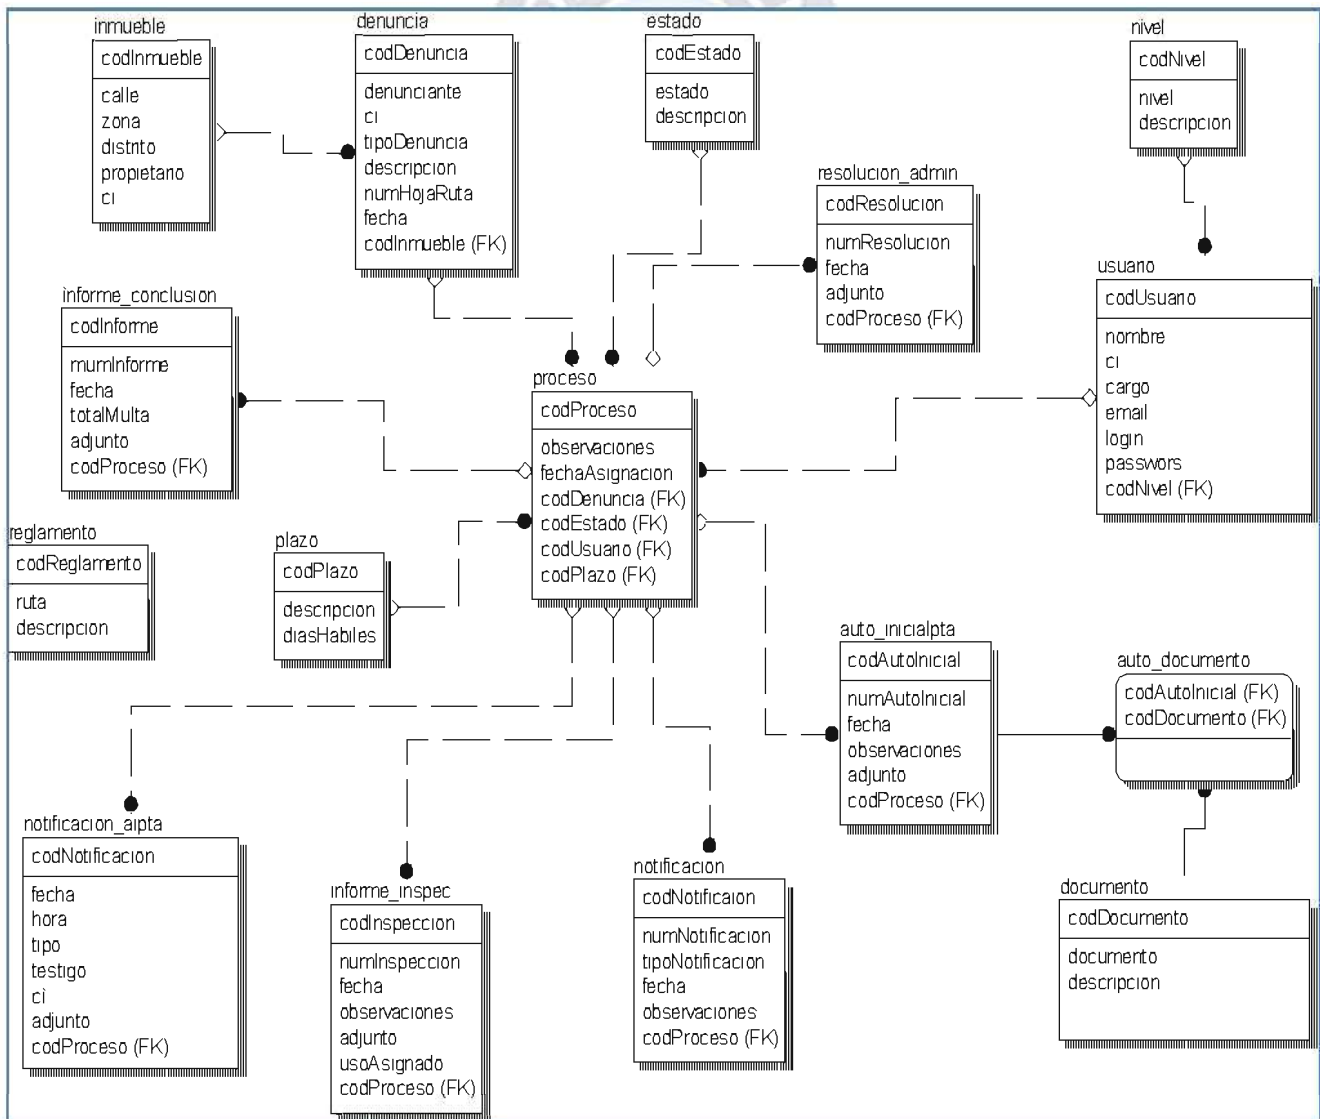 inmueble
codInmueble
calle
zona
distrito
propietario
ci
denuncia
codDenuncia
denunciante
ci
tipoDenuncia
descripcion
numHojaRuta
fecha
codInmueble (FK)
estado
codEstado
estado
descripcion
nivel
codNivel
nivel
descripcion
resolucion_admin
codResolucion
numResolucion
fecha
adjunto
codProceso (FK)
usuario
codUsuario
nombre
ci
cargo
email
login
passwors
codNivel (FK)
informe_conclusion
codInforme
mumInforme
fecha
totalMulta
adjunto
codProceso (FK)
proceso
codProceso
observaciones
fechaAsignacion
codDenuncia (FK)
codEstado (FK)
codUsuario (FK)
codPlazo (FK)
reglamento
codReglamento
ruta
descripcion
plazo
codPlazo
descripcion
diasHabiles
auto_inicialpta
codAutoInicial
numAutoInicial
fecha
observaciones
adjunto
codProceso (FK)
auto_documento
codAutoInicial (FK)
codDocumento (FK)
notificacion_aipta
codNotificacion
fecha
hora
tipo
testigo
cì
adjunto
codProceso (FK)
informe_inspec
codInspeccion
numInspeccion
fecha
observaciones
adjunto
usoAsignado
codProceso (FK)
notificacion
codNotificaion
numNotificacion
tipoNotificacion
fecha
observaciones
codProceso (FK)
documento
codDocumento
documento
descripcion